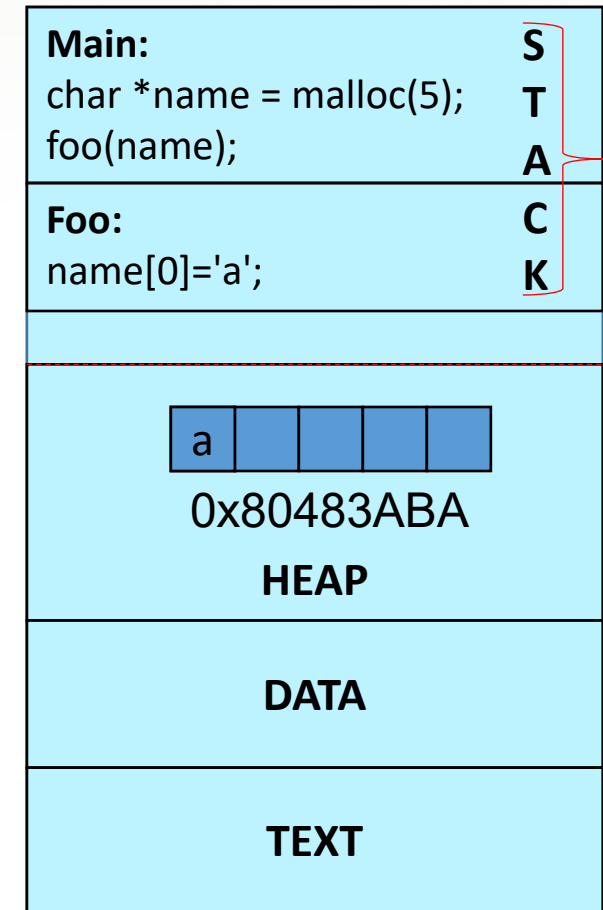 Main:
char *name = malloc(5);
foo(name);
Foo:
name[0]='a';
S
T
A
C
K
a
0x80483ABA
HEAP
DATA
TEXT